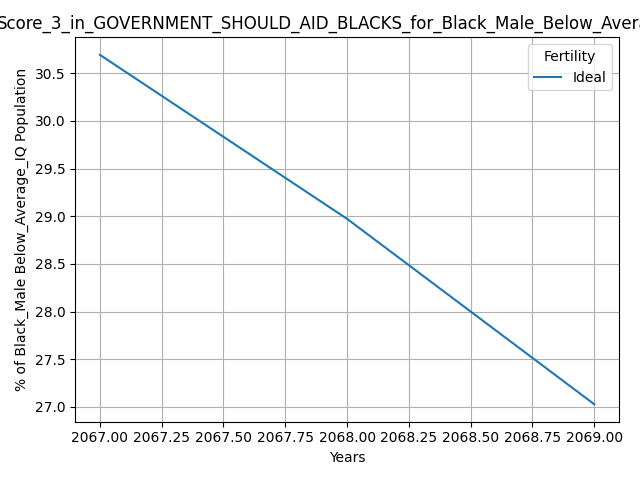 Score_3_in_GOVERNMENT_SHOULD_AID_BLACKS_for_Black_Male_Below_Avera
Fertility
Ideal
30.5
30.0
29.5
29.0
28.5
28.0
27.5
27.0
% of Black_Male Below_Average_IQ Population
2067.00 2067.25 2067.50 2067.75 2068.00 2068.25 2068.50 2068.75 2069.00
Years